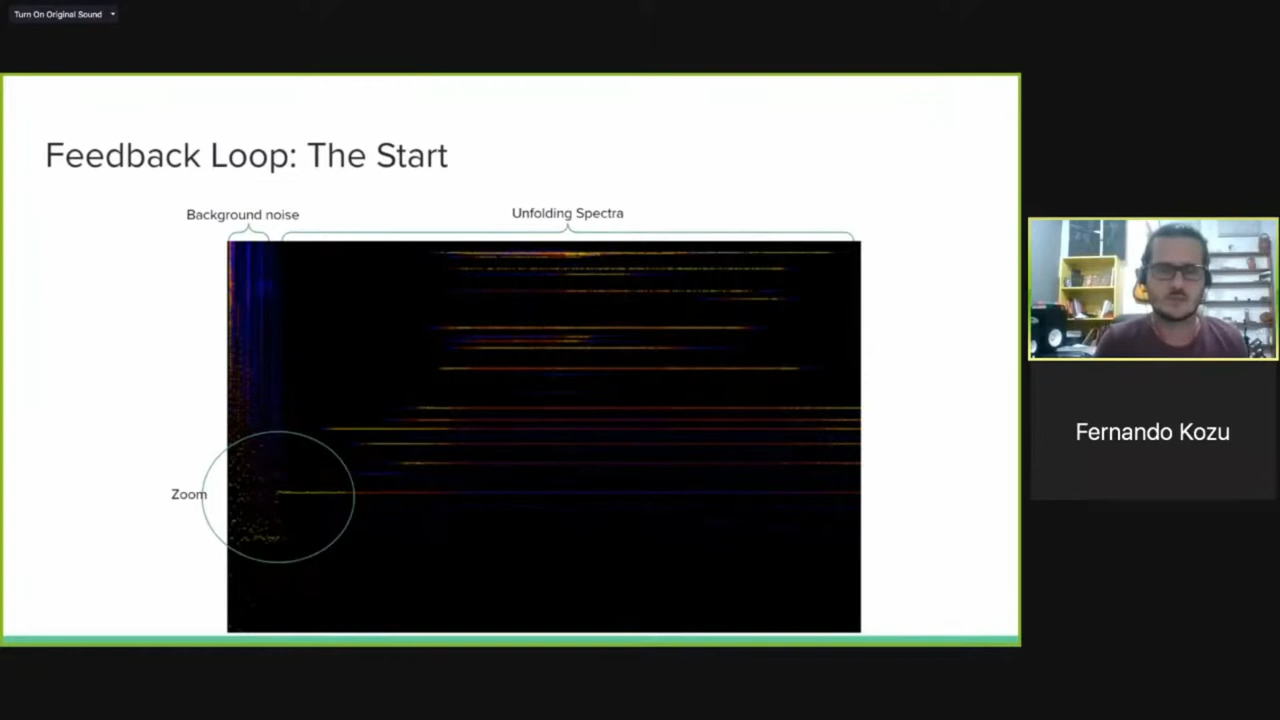 Turn On Original Sound
Feedback Loop: The Start
Background noise
Unfolding Spectra
Zoom
Fernando Kozu